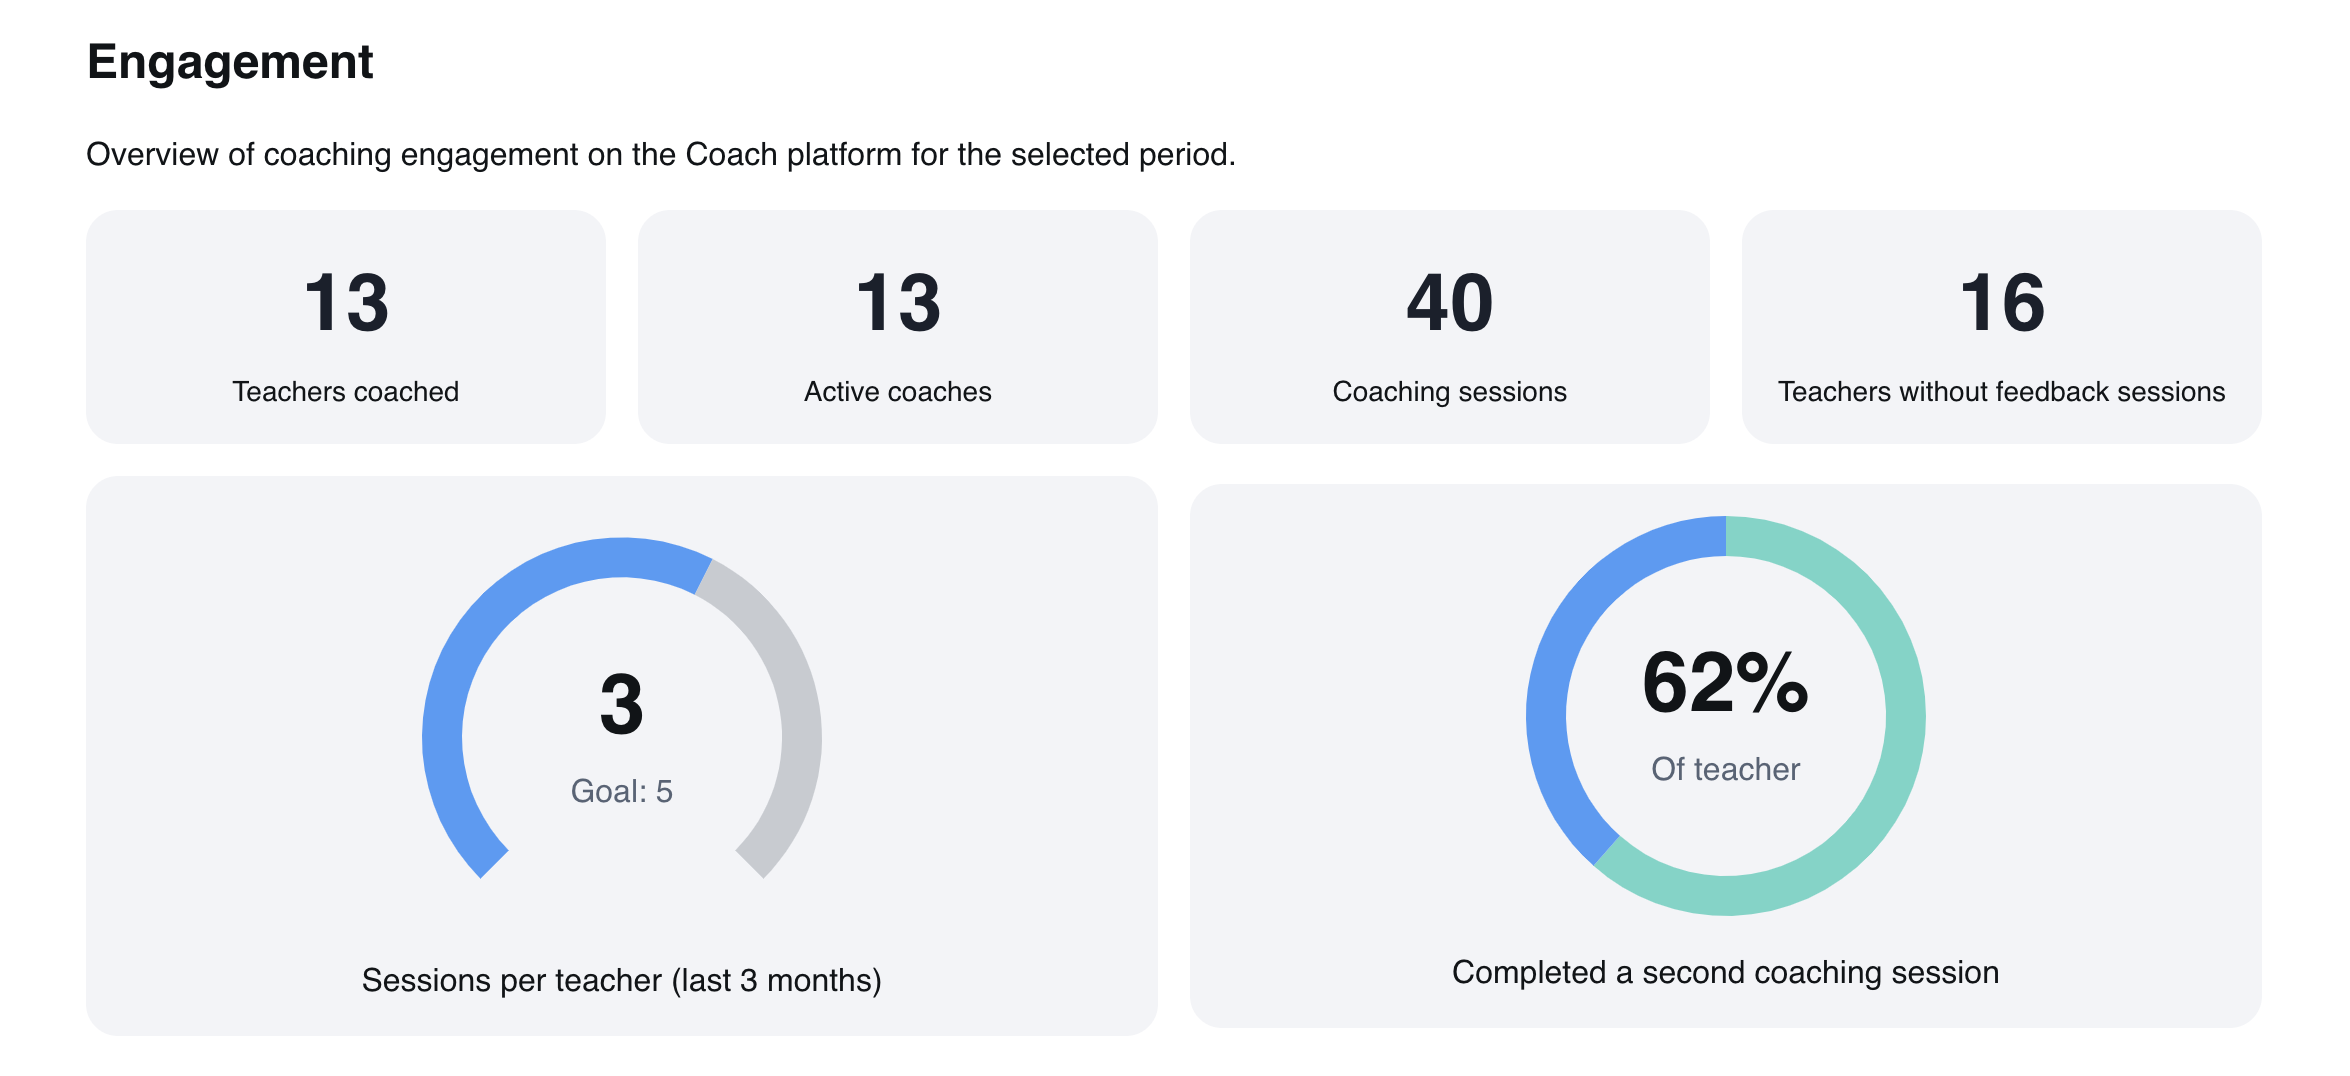 Engagement
Overview of coaching engagement on the Coach platform for the selected period.
13
Teachers coached
13
Active coaches
40
Coaching sessions
16
Teachers without feedback sessions
3
Goal: 5
Sessions per teacher (last 3 months)
62%
Of teacher
Completed a second coaching session